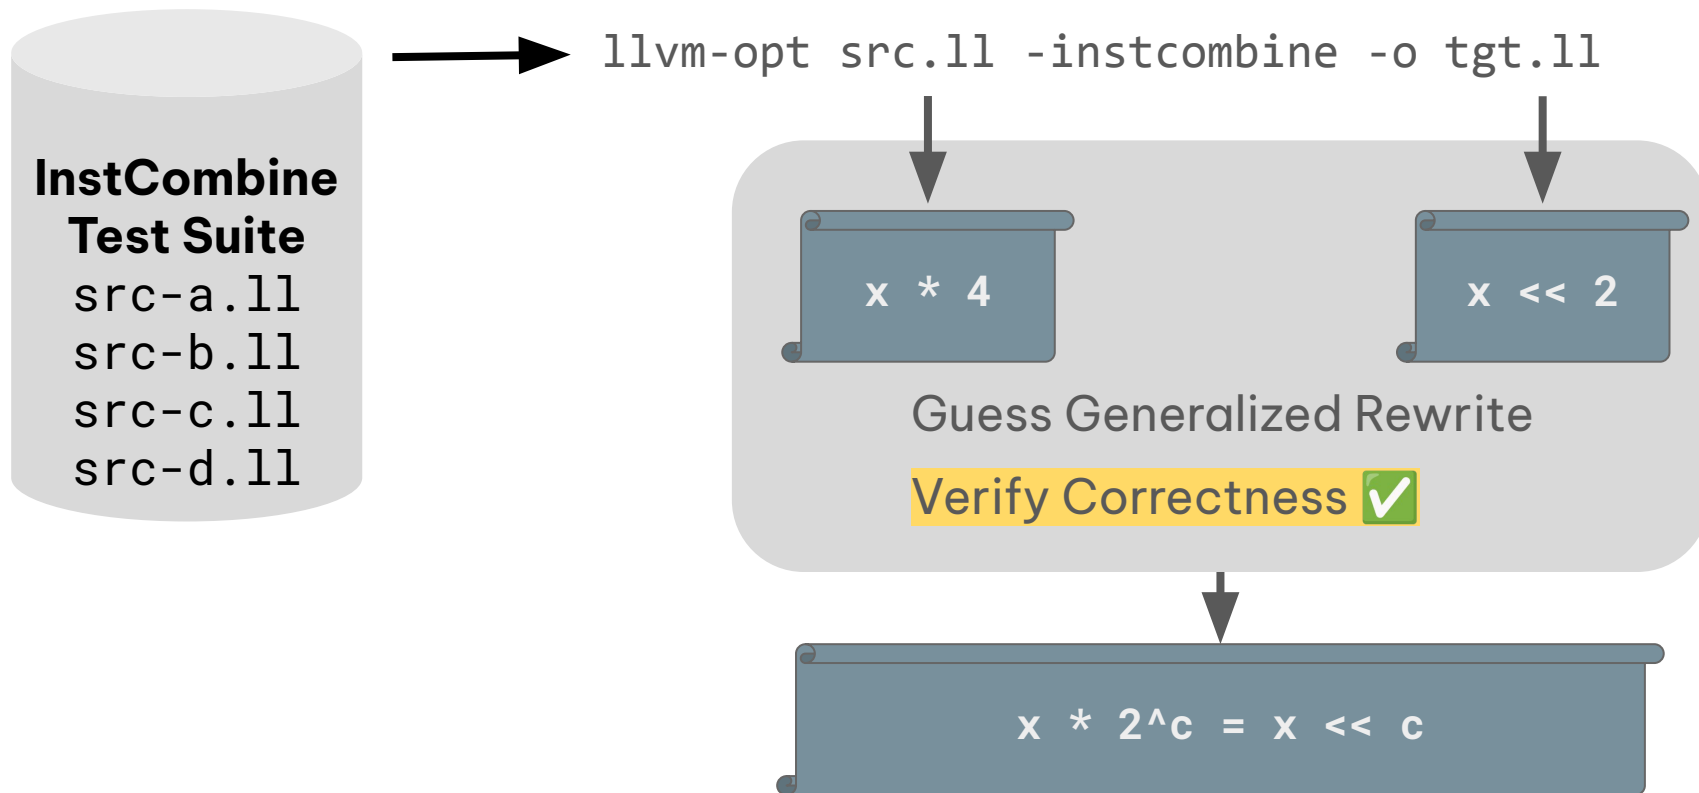 InstCombine
Test Suite
src-a.ll
src-b.ll
src-c.ll
src-d.ll
llvm-opt src.ll -instcombine -o tgt.ll
x * 4
x << 2
Guess Generalized Rewrite
Verify Correctness ✅
x * 2^c = x << c